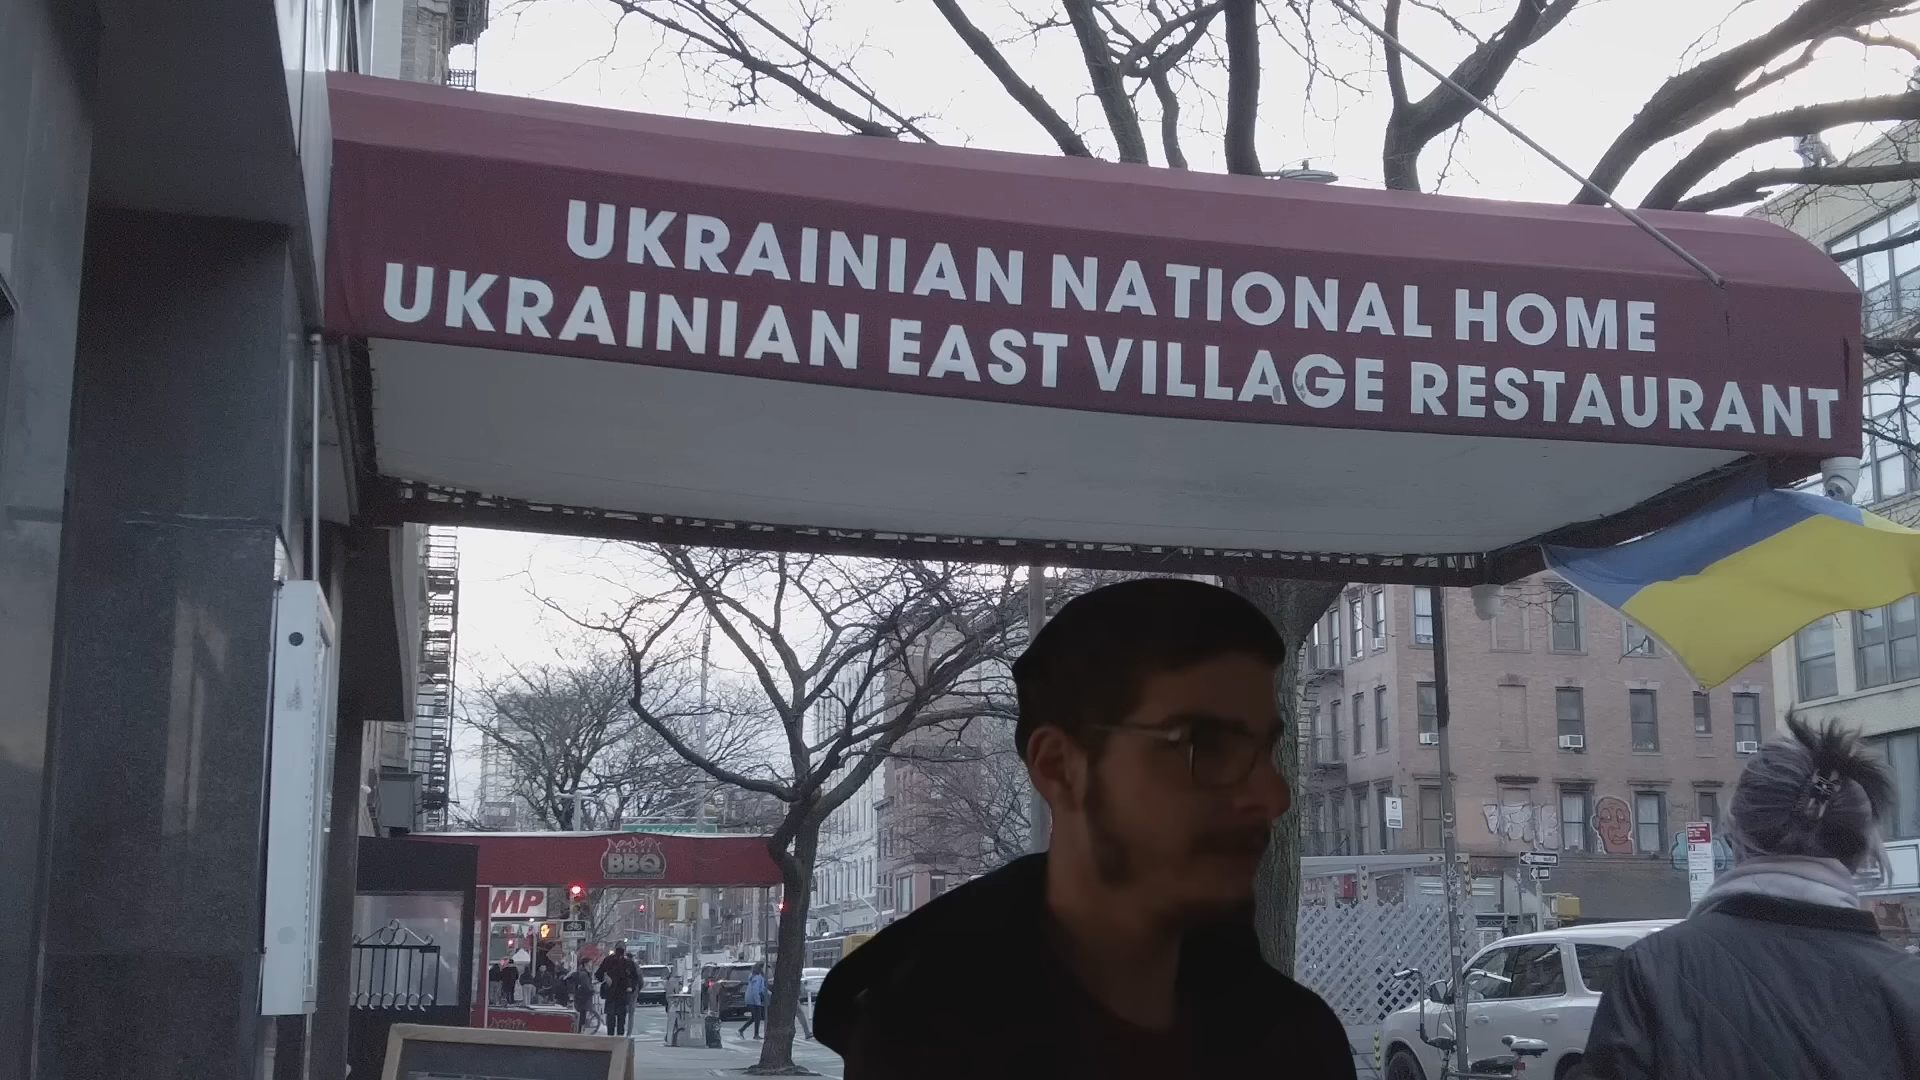 UKRAINIAN NATIONAL HOME
UKRAINIAN EAST VILLAGE RESTAURANT
BBQ
MP